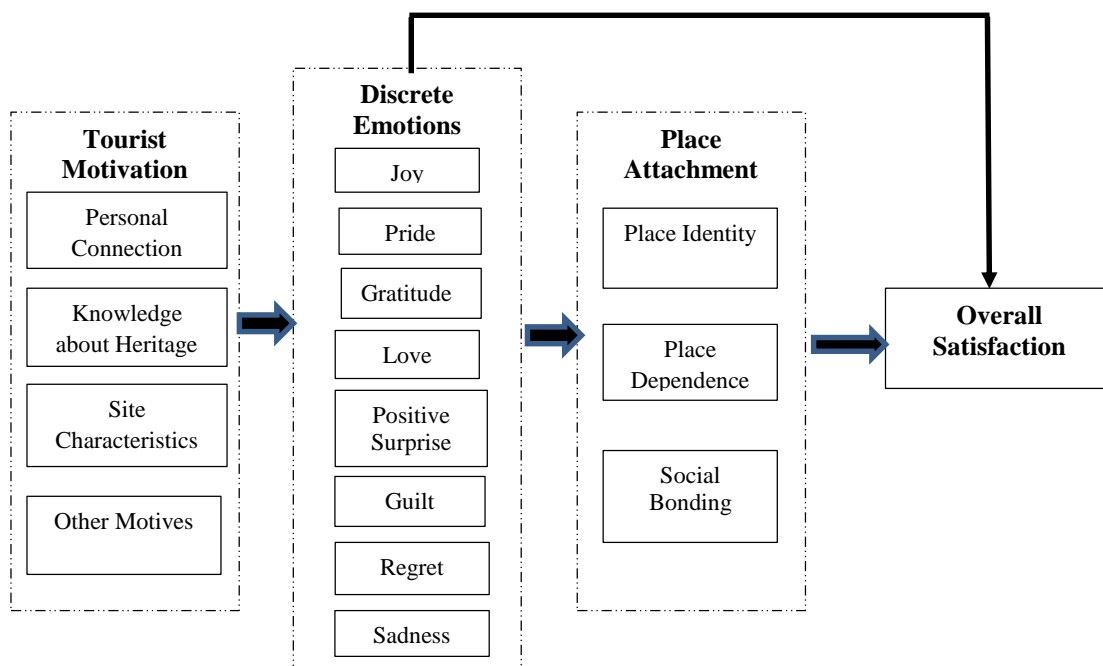 Tourist
Motivation
Personal
Connection
Knowledge
about Heritage
Site
Characteristics
Other Motives
Discrete
Emotions
Joy
Pride
Gratitude
Love
Positive
Surprise
Guilt
Regret
Sadness
Place
Attachment
Place Identity
Place
Dependence
Social
Bonding
Overall
Satisfaction